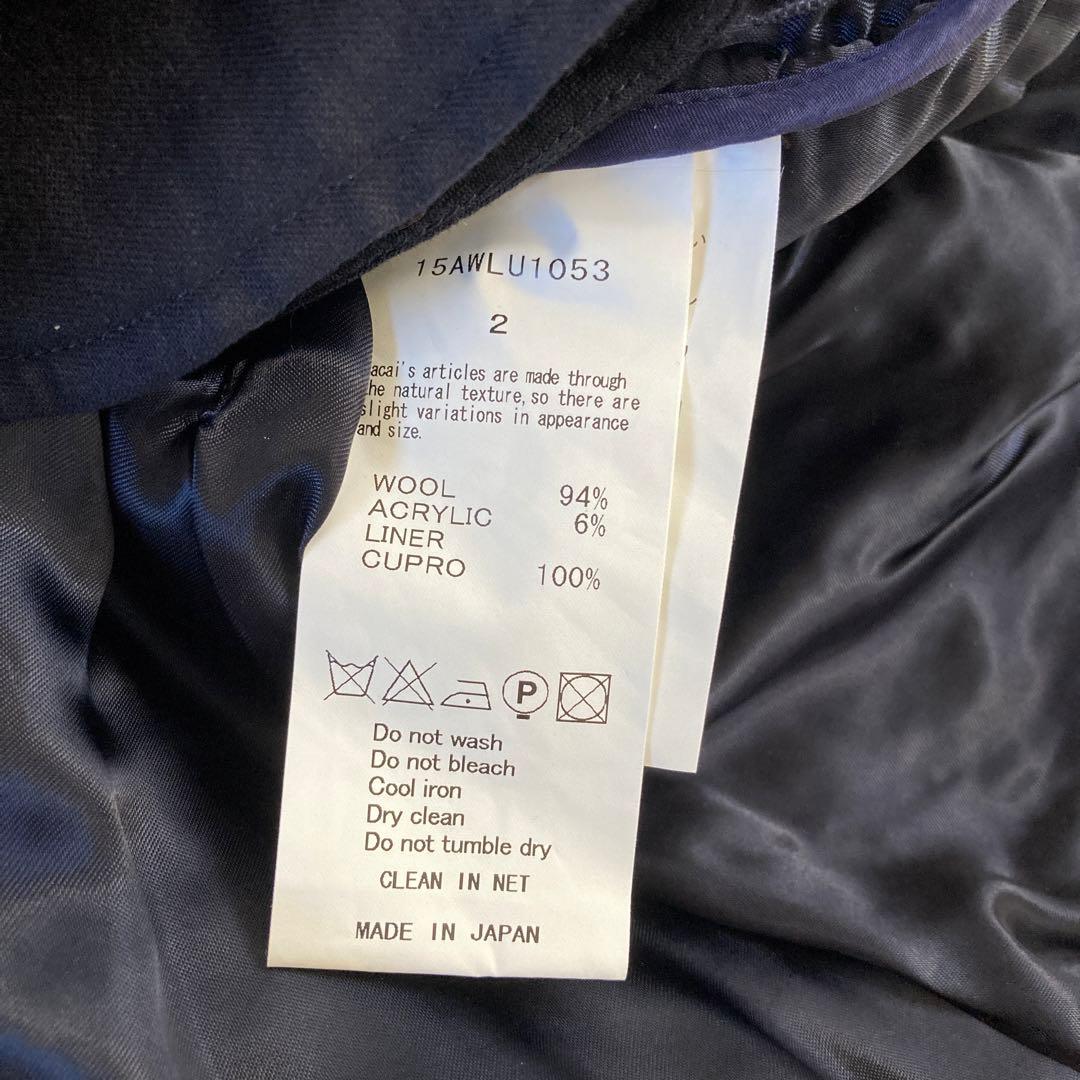 15AWLU1053
2
acai's articles are made through
the natural texture, so there are
slight variations in appearance
and size.
WOOL 94%
ACRYLIC 6%
LINER
CUPRO 100%
P
Do not wash
Do not bleach
Cool iron
Dry clean
Do not tumble dry
CLEAN IN NET
MADE IN JAPAN